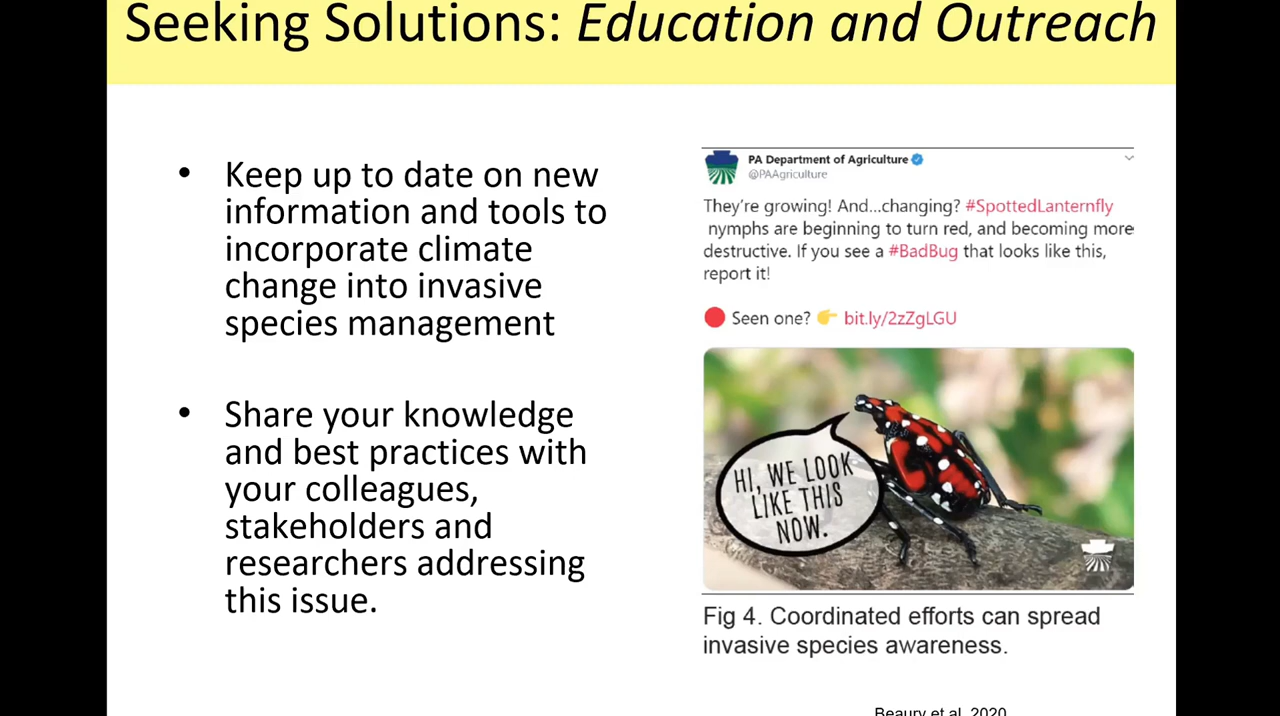 Seeking Solutions: Education and Outreach
• Keep up to date on new
information and tools to
incorporate climate
change into invasive
species management
• Share your knowledge
and best practices with
your colleagues,
stakeholders and
researchers addressing
this issue.
PA Department of Agriculture
@PAAgriculture
They're growing! And...changing? #SpottedLanternfly
nymphs are beginning to turn red, and becoming more
destructive. If you see a #BadBug that looks like this,
report it!
Seen one? bit.ly/2zZgLGU
HI, WE LOOK
LIKE THIS
NOW.
Fig 4. Coordinated efforts can spread
invasive species awareness.
Beaury et al. 2020